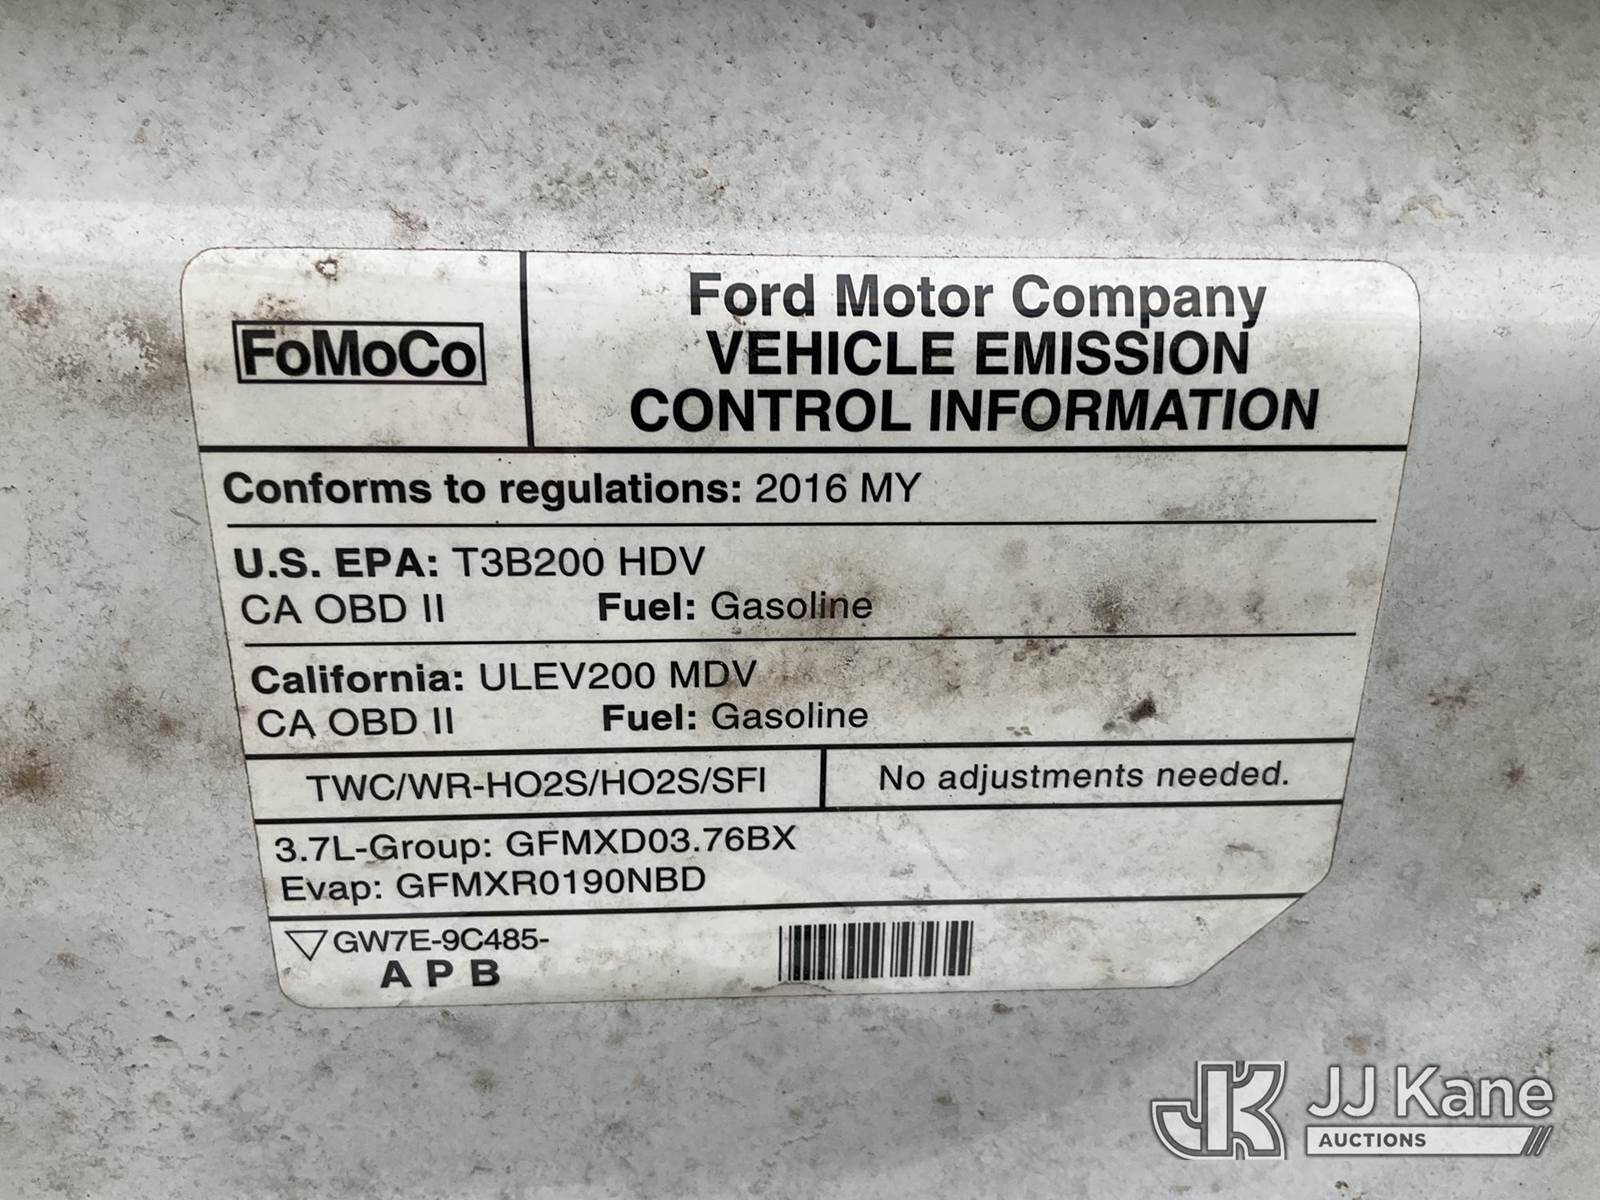 FoMoCo
Ford Motor Company
VEHICLE EMISSION
CONTROL INFORMATION
Conforms to regulations: 2016 MY
U.S. EPA: T3B200 HDV
CA OBD II Fuel: Gasoline
California: ULEV200 MDV
CA OBD II Fuel: Gasoline
TWC/WR-HO2S/HO2S/SFI
No adjustments needed.
3.7L-Group: GFMXD03.76BX
Evap: GFMXR0190NBD
GW7E-9C485-
A P B
JK JJ Kane
AUCTIONS